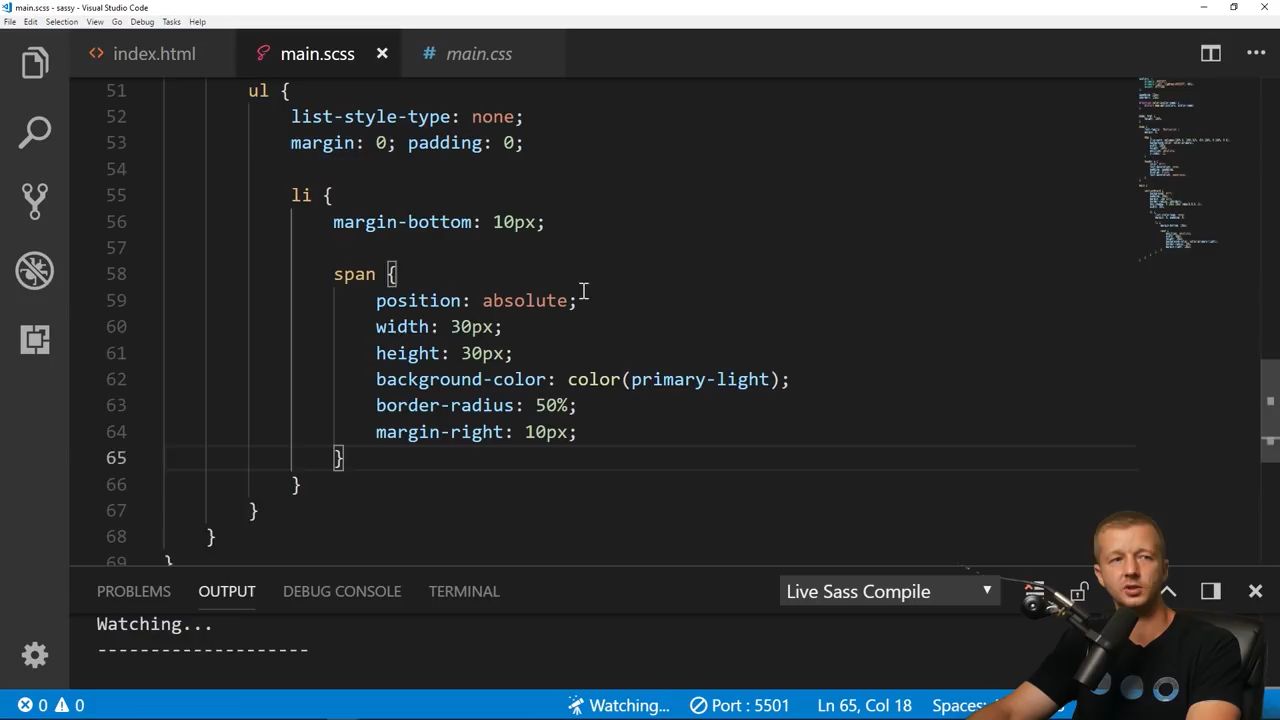 main.scss - sassy - Visual Studio Code
File Edit Selection View Go Debug Tasks Help
<> index.html
main.scss ×
# main.css
51 ul {
52 list-style-type: none;
53 margin: 0; padding: 0;
54
55 li {
56 margin-bottom: 10px;
57
58 span {
59 position: absolute;
60 width: 30px;
61 height: 30px;
62 background-color: color(primary-light);
63 border-radius: 50%;
64 margin-right: 10px;
65 }
66 }
67 }
68 }
69 }
PROBLEMS OUTPUT DEBUG CONSOLE TERMINAL Live Sass Compile
Watching...
--------------------
0 0 Watching... Port : 5501 Ln 65, Col 18 Spaces: